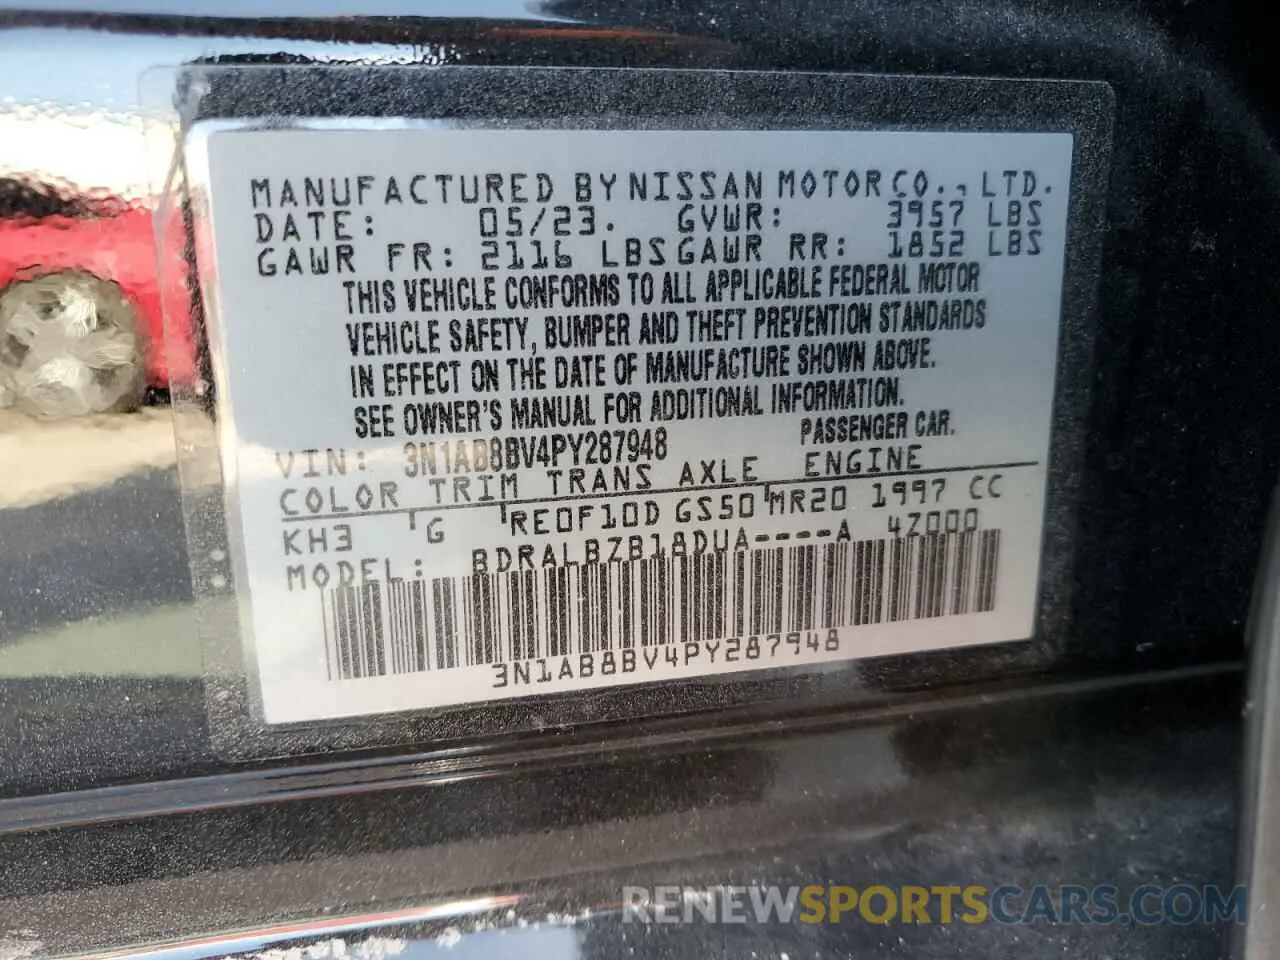 MANUFACTURED BY NISSAN MOTOR CO., LTD.
DATE: 05/23. GVWR: 3957 LBS
GAWR FR: 2116 LBS GAWR RR: 1852 LBS
THIS VEHICLE CONFORMS TO ALL APPLICABLE FEDERAL MOTOR
VEHICLE SAFETY, BUMPER AND THEFT PREVENTION STANDARDS
IN EFFECT ON THE DATE OF MANUFACTURE SHOWN ABOVE.
SEE OWNER'S MANUAL FOR ADDITIONAL INFORMATION.
VIN: 3N1AB8BV4PY287948 PASSENGER CAR.
COLOR TRIM TRANS AXLE ENGINE
KH3 G RE0F10D GS50 MR20 1997 CC
MODEL: BDRALBZB18DUA----A 4Z000
3N1AB8BV4PY287948
RENEWSPORTSCARS.COM